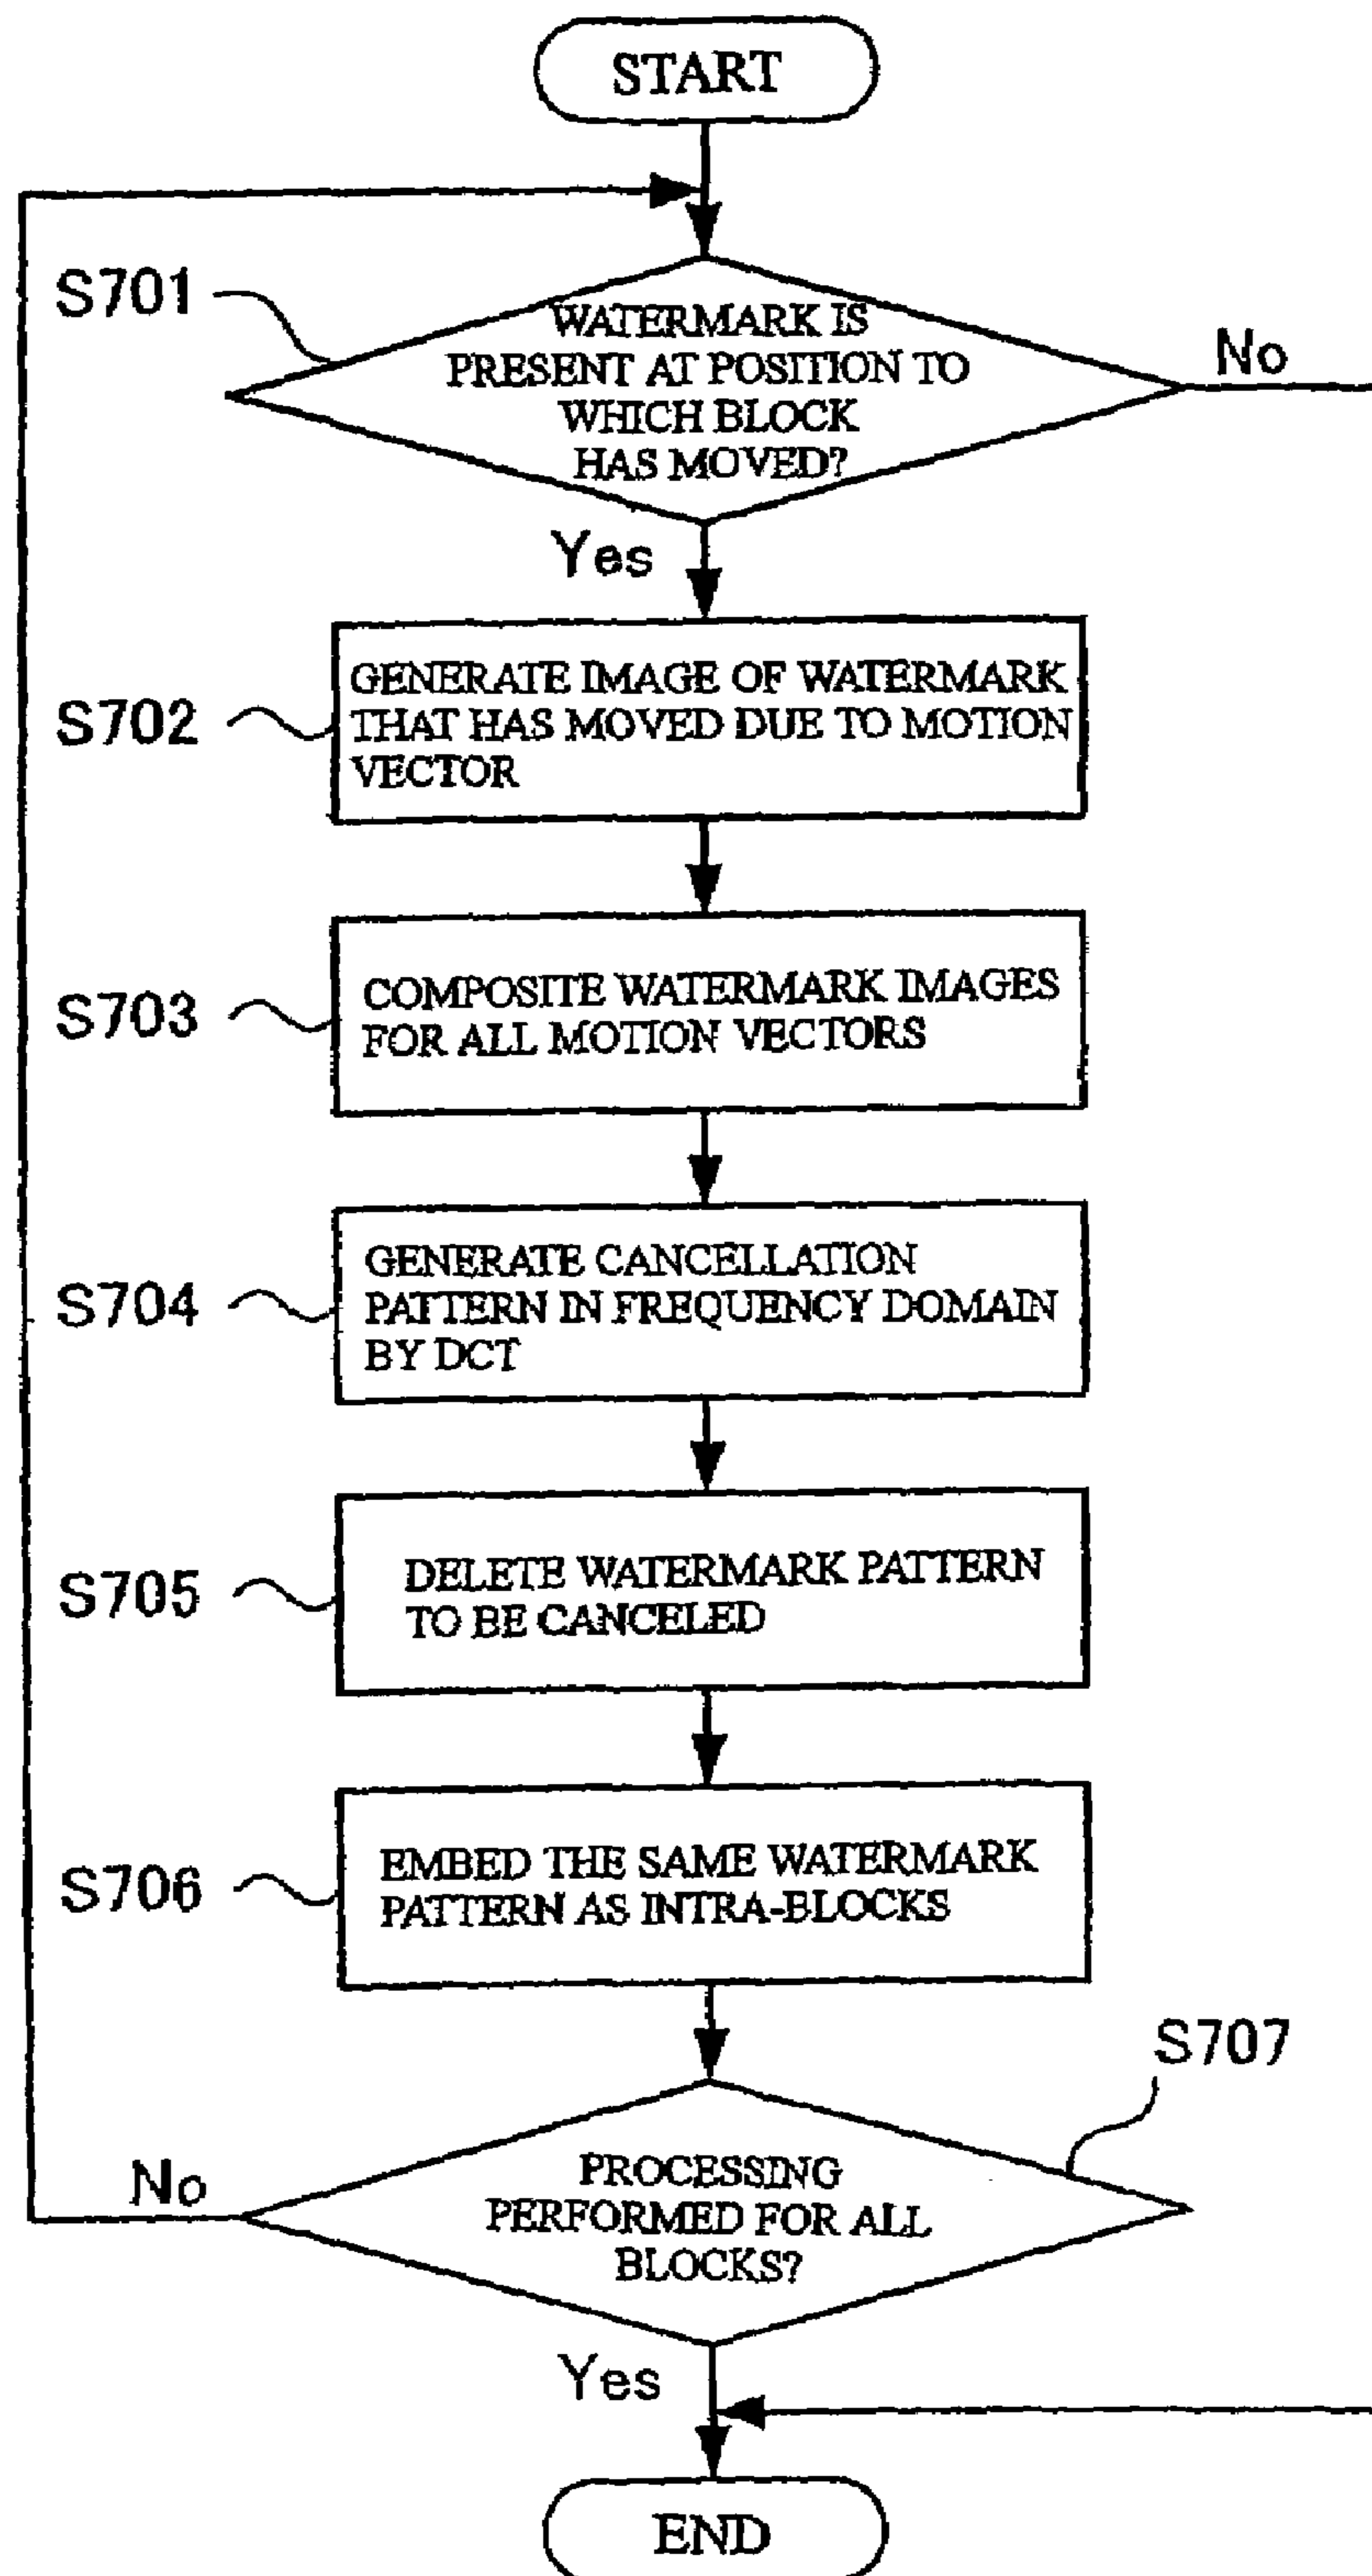 START
S701
WATERMARK IS
PRESENT AT POSITION TO
WHICH BLOCK
HAS MOVED?
No
Yes
S702
GENERATE IMAGE OF WATERMARK
THAT HAS MOVED DUE TO MOTION
VECTOR
S703
COMPOSITE WATERMARK IMAGES
FOR ALL MOTION VECTORS
S704
GENERATE CANCELLATION
PATTERN IN FREQUENCY DOMAIN
BY DCT
S705
DELETE WATERMARK PATTERN
TO BE CANCELED
S706
EMBED THE SAME WATERMARK
PATTERN AS INTRA-BLOCKS
S707
PROCESSING
PERFORMED FOR ALL
BLOCKS?
No
Yes
END